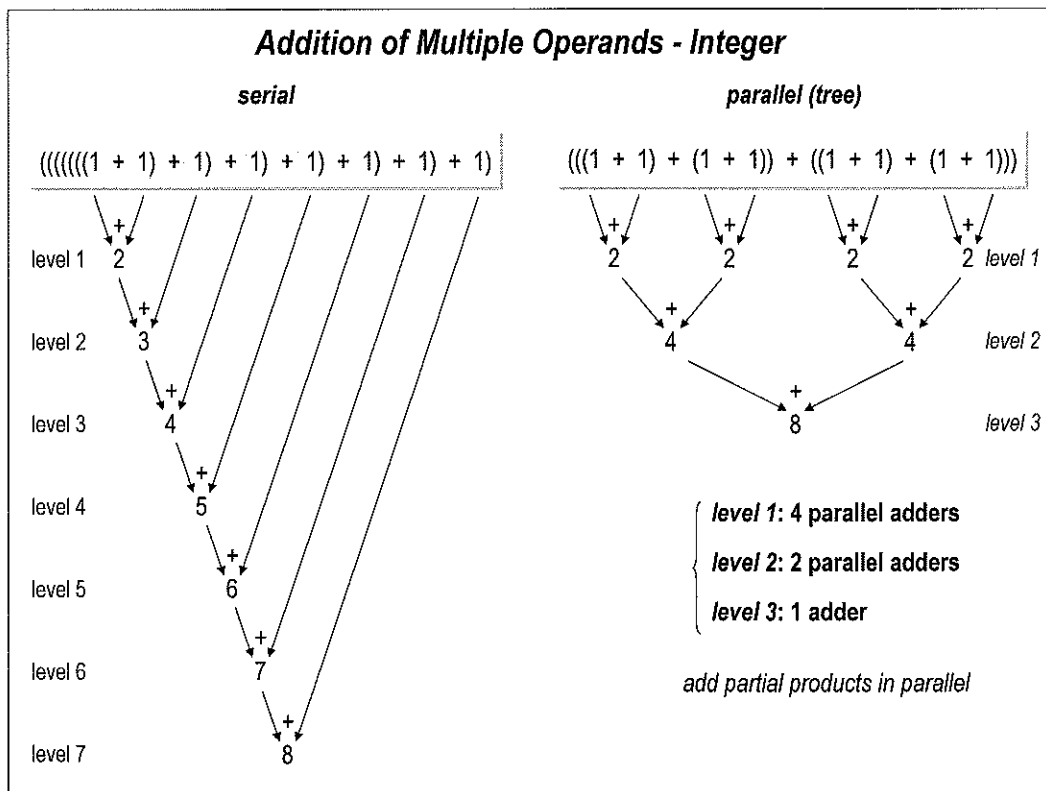 Addition of Multiple Operands - Integer
serial
(((((((1 + 1) + 1) + 1) + 1) + 1) + 1) + 1)
+
level 1 2
+
level 2 3
+
level 3 4
+
level 4 5
+
level 5 6
+
level 6 7
+
level 7 8
parallel (tree)
(((1 + 1) + (1 + 1)) + ((1 + 1) + (1 + 1)))
+ + + +
2 2 2 2 level 1
+ +
4 4 level 2
+
8 level 3
level 1: 4 parallel adders
level 2: 2 parallel adders
level 3: 1 adder
add partial products in parallel